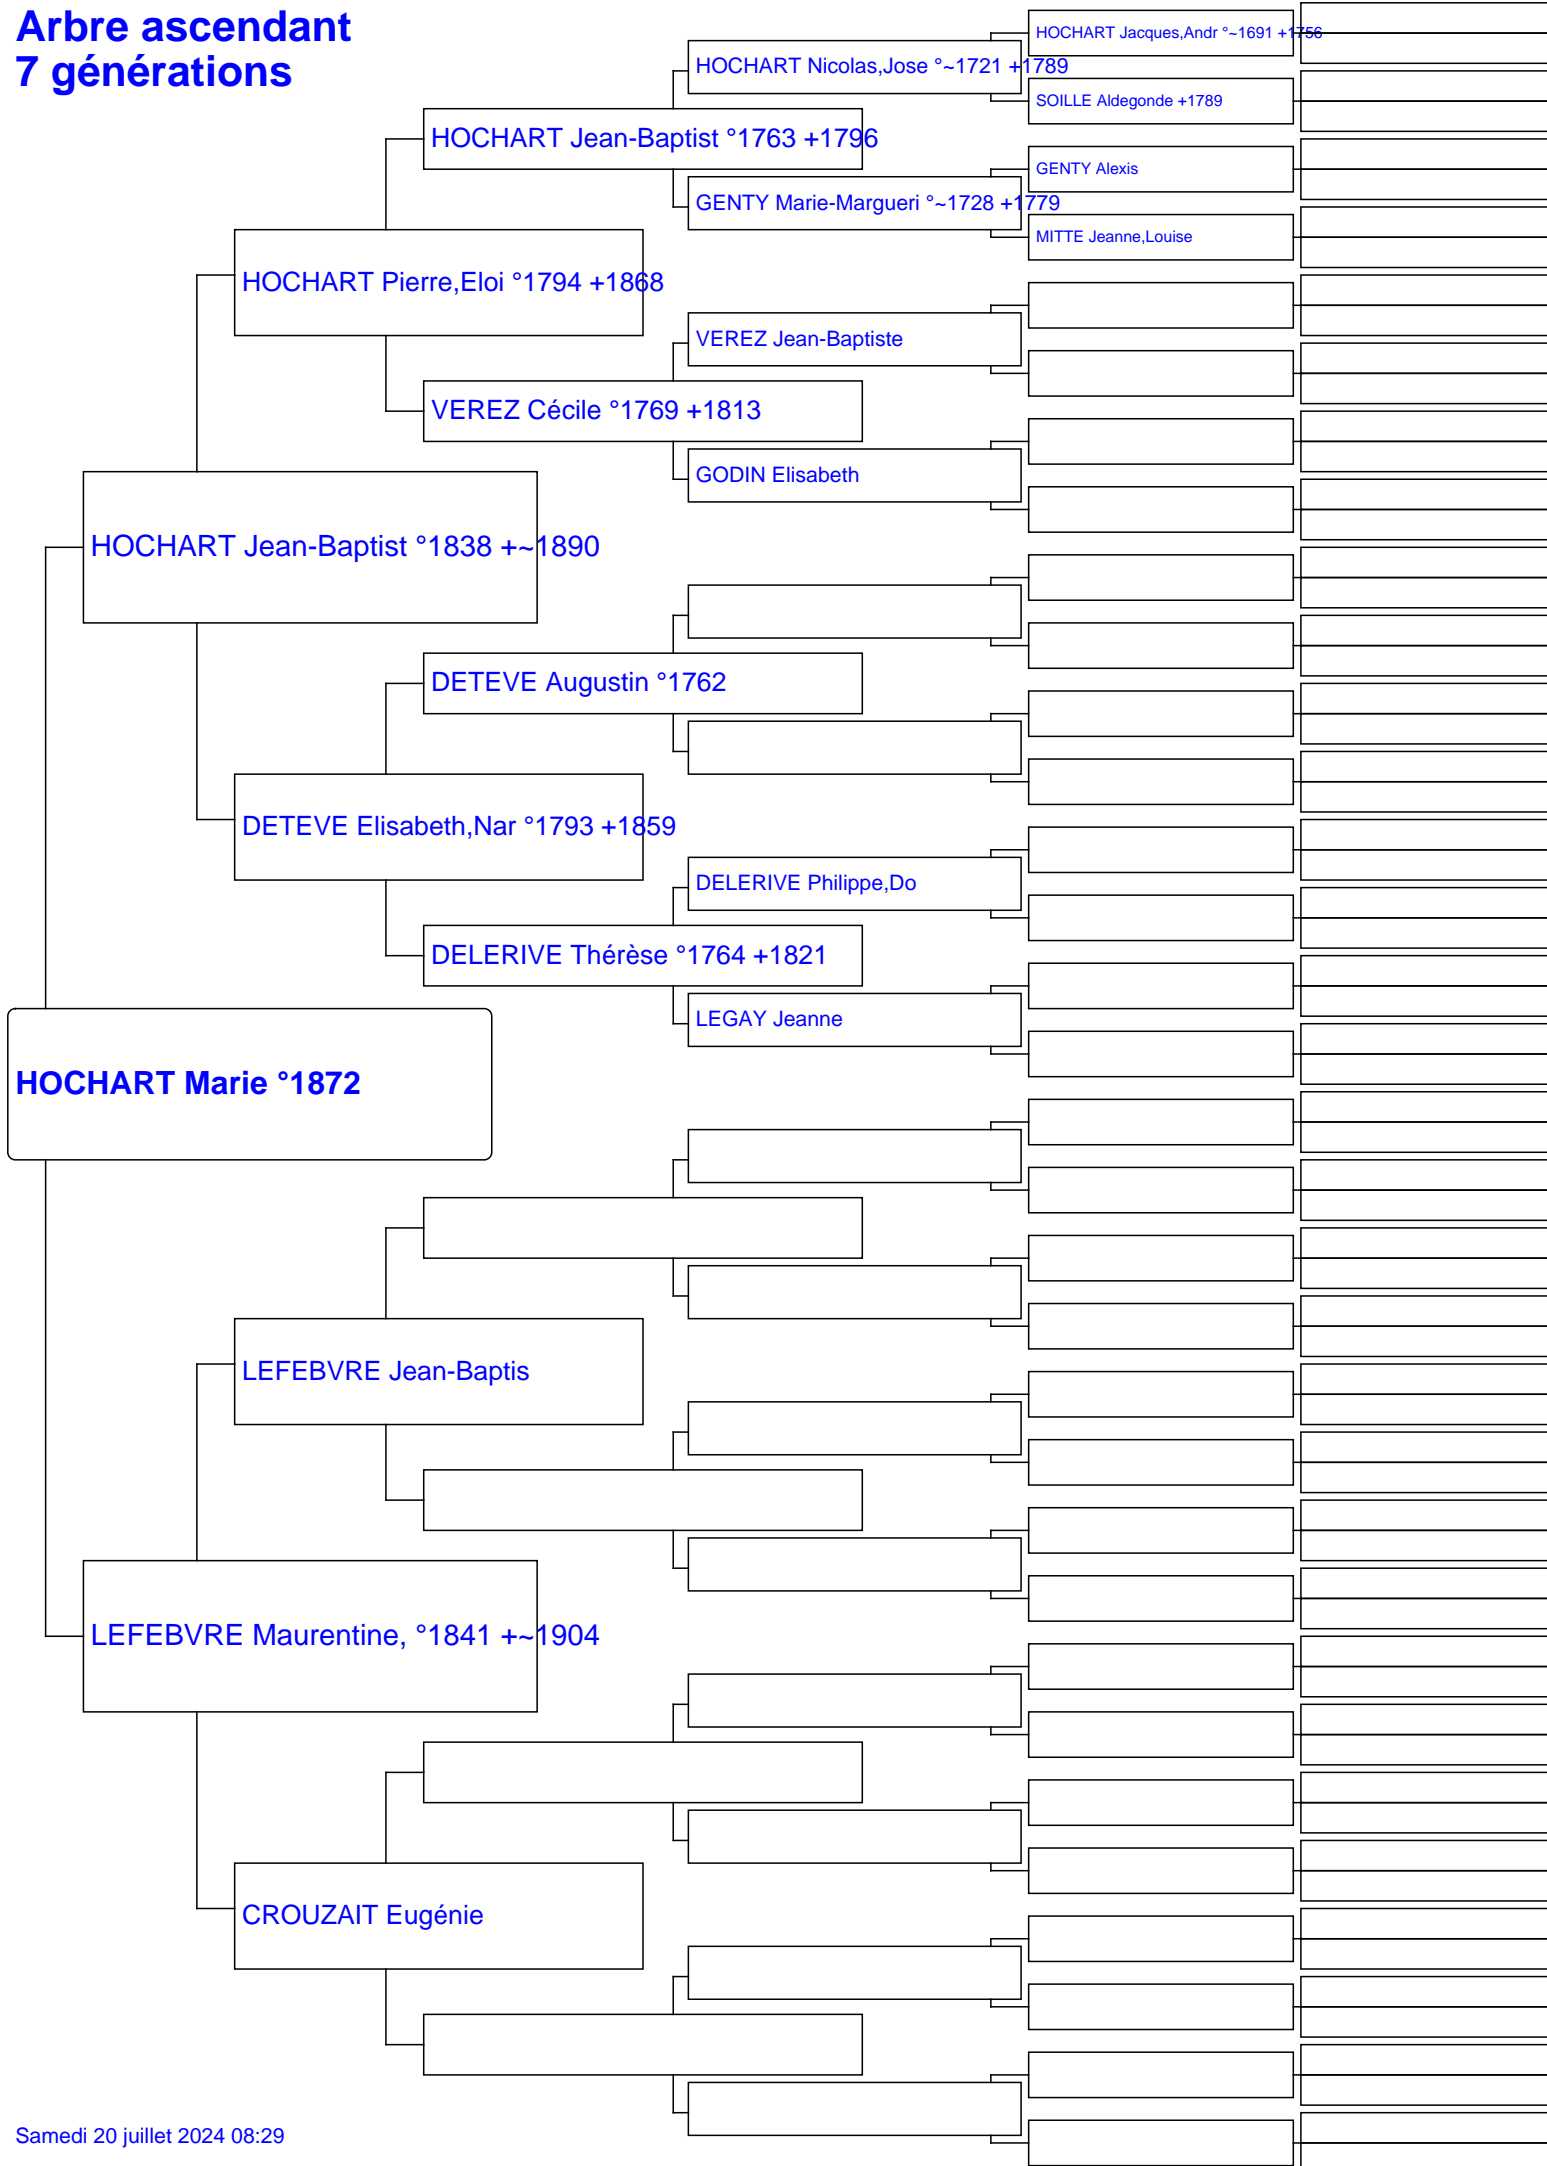 Arbre ascendant
7 générations
HOCHART Jacques,Andr °~1691 +1756
HOCHART Nicolas,Jose °~1721 +1789
SOILLE Aldegonde +1789
HOCHART Jean-Baptist °1763 +1796
GENTY Alexis
GENTY Marie-Margueri °~1728 +1779
MITTE Jeanne,Louise
HOCHART Pierre,Eloi °1794 +1868
VEREZ Jean-Baptiste
VEREZ Cécile °1769 +1813
GODIN Elisabeth
HOCHART Jean-Baptist °1838 +~1890
DETEVE Augustin °1762
DETEVE Elisabeth,Nar °1793 +1859
DELERIVE Philippe,Do
DELERIVE Thérèse °1764 +1821
LEGAY Jeanne
HOCHART Marie °1872
LEFEBVRE Jean-Baptis
LEFEBVRE Maurentine, °1841 +~1904
CROUZAIT Eugénie
Samedi 20 juillet 2024 08:29